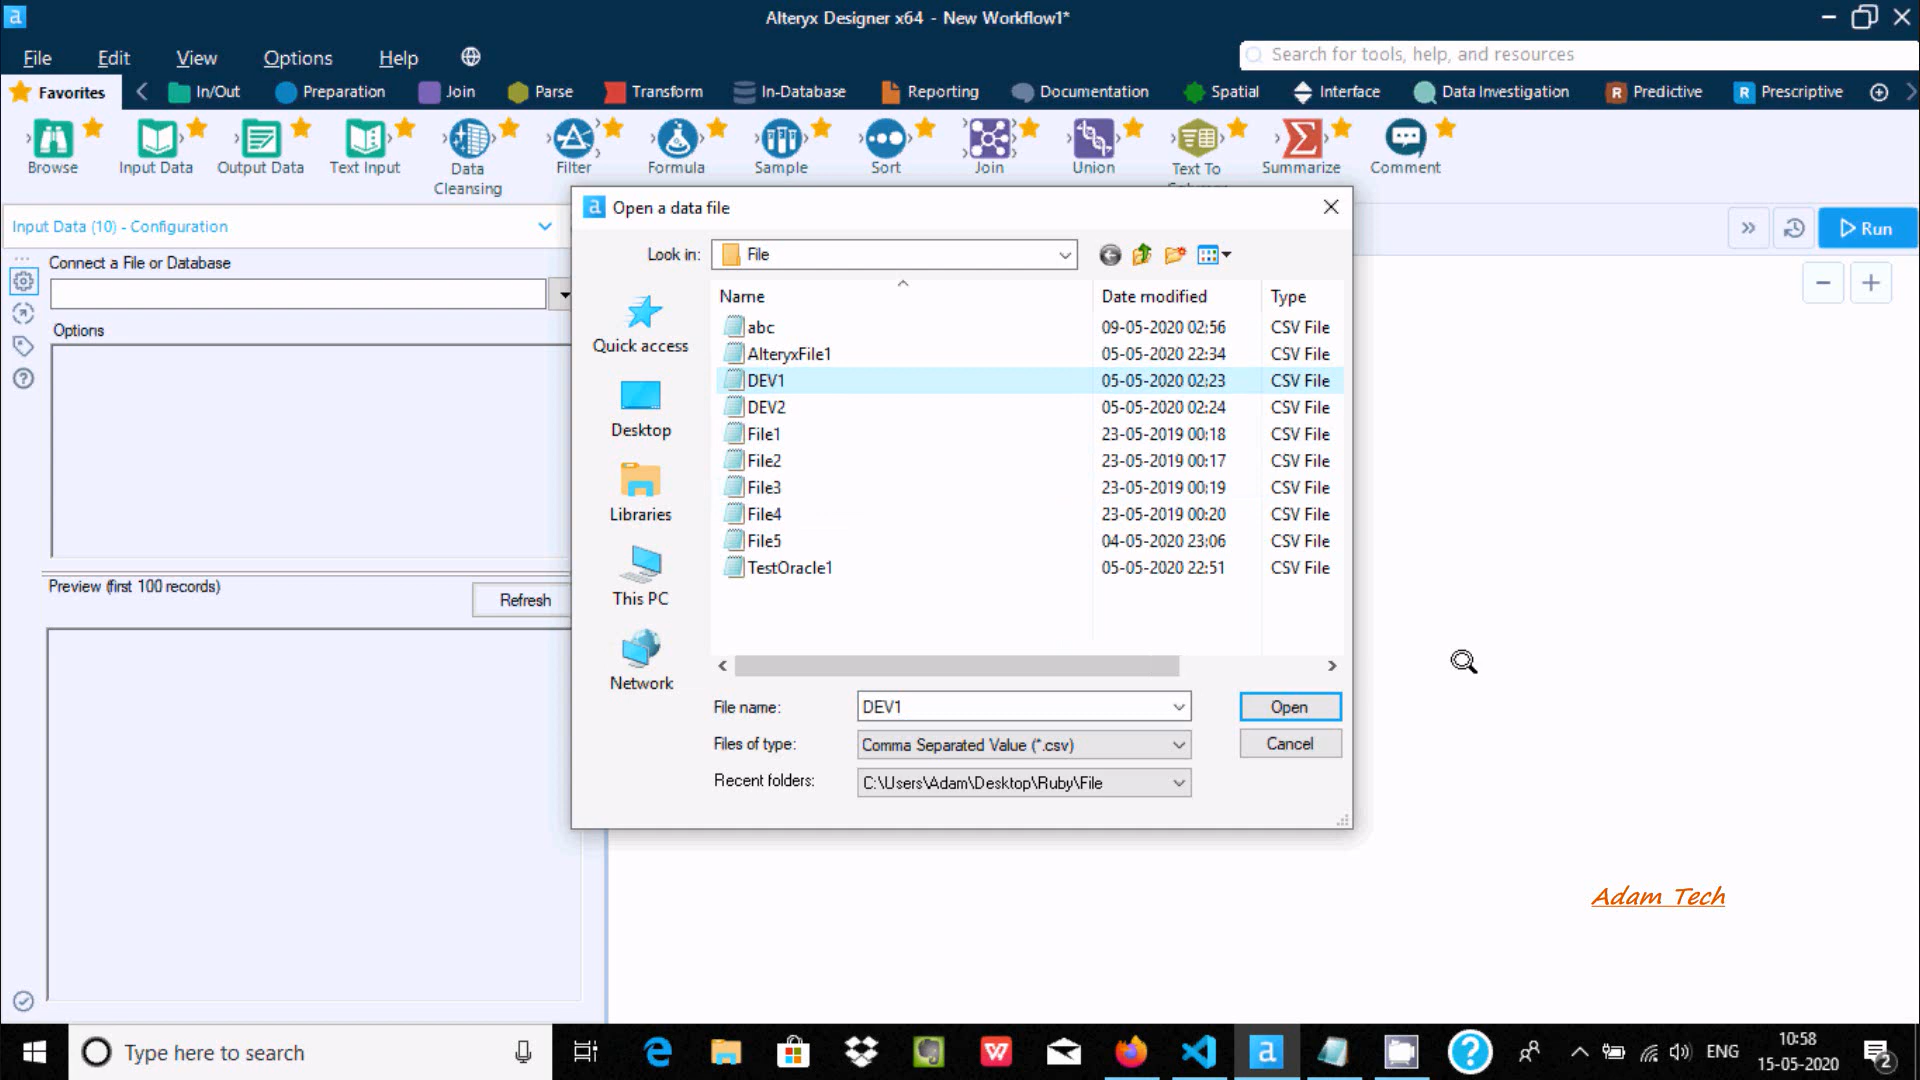 Alteryx Designer x64 - New Workflow1*
File Edit View Options Help
Search for tools, help, and resources
Favorites In/Out Preparation Join Parse Transform In-Database Reporting Documentation Spatial Interface Data Investigation Predictive Prescriptive
Browse Input Data Output Data Text Input Data Cleansing Filter Formula Sample Sort Join Union Text To Summarize Comment
Input Data (10) - Configuration
Run
Connect a File or Database
Options
Preview (first 100 records)
Refresh
Open a data file
Look in: File
Quick access
Desktop
Libraries
This PC
Network
Name Date modified Type
abc 09-05-2020 02:56 CSV File
AlteryxFile1 05-05-2020 22:34 CSV File
DEV1 05-05-2020 02:23 CSV File
DEV2 05-05-2020 02:24 CSV File
File1 23-05-2019 00:18 CSV File
File2 23-05-2019 00:17 CSV File
File3 23-05-2019 00:19 CSV File
File4 23-05-2019 00:20 CSV File
File5 04-05-2020 23:06 CSV File
TestOracle1 05-05-2020 22:51 CSV File
File name: DEV1 Open
Files of type: Comma Separated Value (*.csv) Cancel
Recent folders: C:\Users\Adam\Desktop\Ruby\File
Adam Tech
Type here to search
ENG
10:58
15-05-2020
2